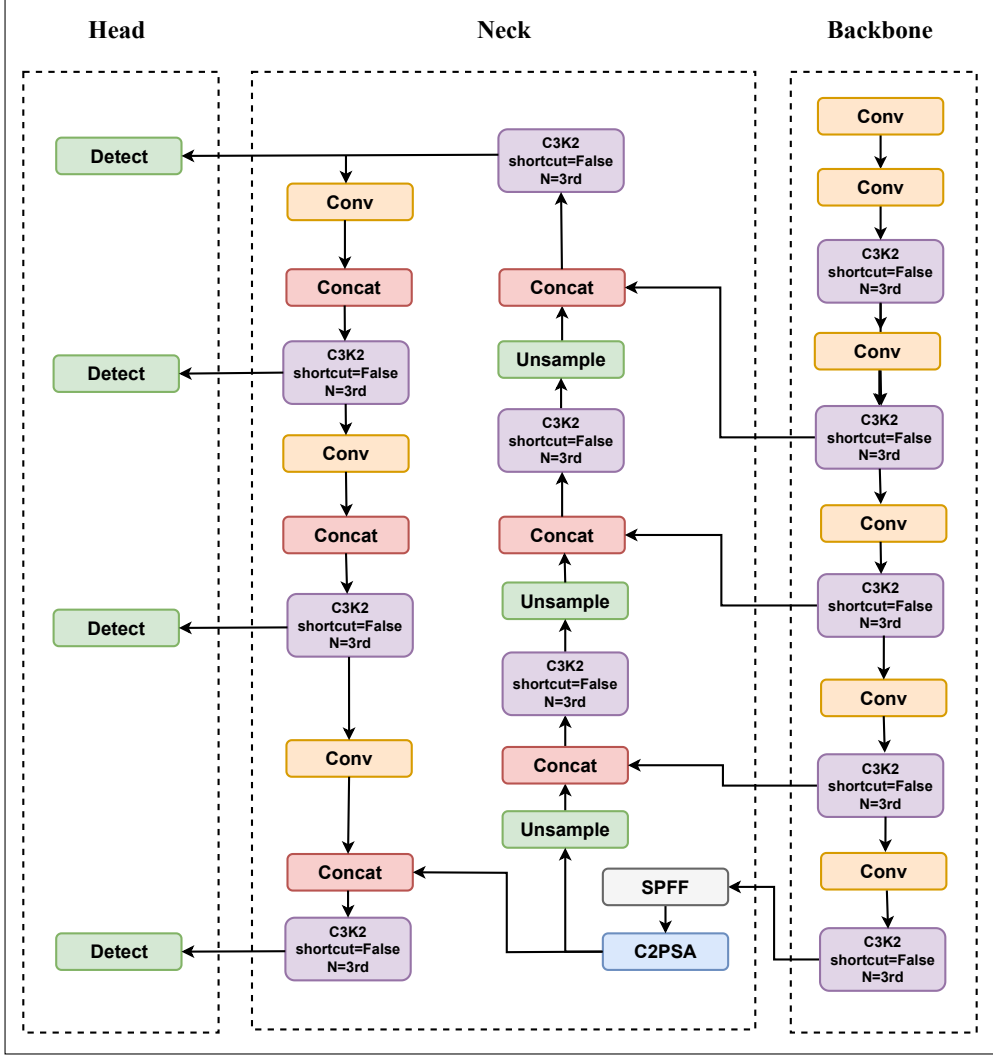 Head
Neck
Backbone
Detect
Detect
Detect
Detect
Conv
Concat
C3K2
shortcut=False
N=3rd
Conv
Concat
C3K2
shortcut=False
N=3rd
Conv
Concat
C3K2
shortcut=False
N=3rd
C3K2
shortcut=False
N=3rd
Concat
Unsample
C3K2
shortcut=False
N=3rd
Concat
Unsample
C3K2
shortcut=False
N=3rd
Concat
Unsample
SPFF
C2PSA
Conv
Conv
C3K2
shortcut=False
N=3rd
Conv
C3K2
shortcut=False
N=3rd
Conv
C3K2
shortcut=False
N=3rd
Conv
C3K2
shortcut=False
N=3rd
Conv
C3K2
shortcut=False
N=3rd